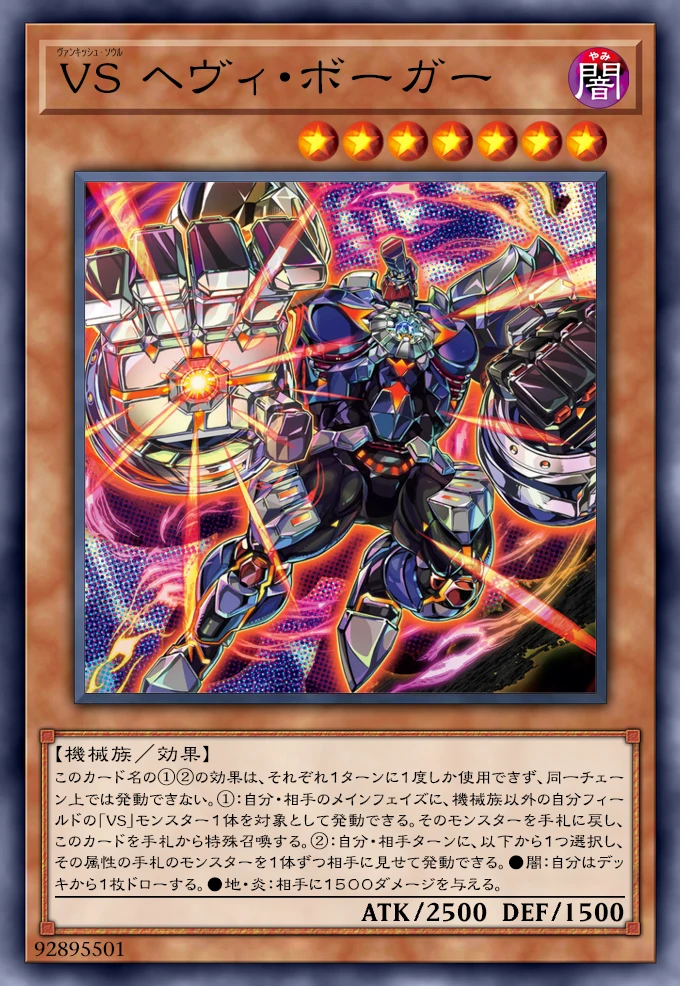 ヴァンキッシュ・ソウル
VS ヘヴィ・ボーガー
やみ
闇
【機械族／効果】
このカード名の①②の効果は、それぞれ1ターンに1度しか使用できず、同一チェー
ン上では発動できない。①:自分・相手のメインフェイズに、機械族以外の自分フィー
ルドの「VS」モンスター1体を対象として発動できる。そのモンスターを手札に戻し、
このカードを手札から特殊召喚する。②:自分・相手ターンに、以下から1つ選択し、
その属性の手札のモンスターを1体ずつ相手に見せて発動できる。●闇:自分はデッ
キから1枚ドローする。●地・炎:相手に1500ダメージを与える。
ATK/2500 DEF/1500
92895501